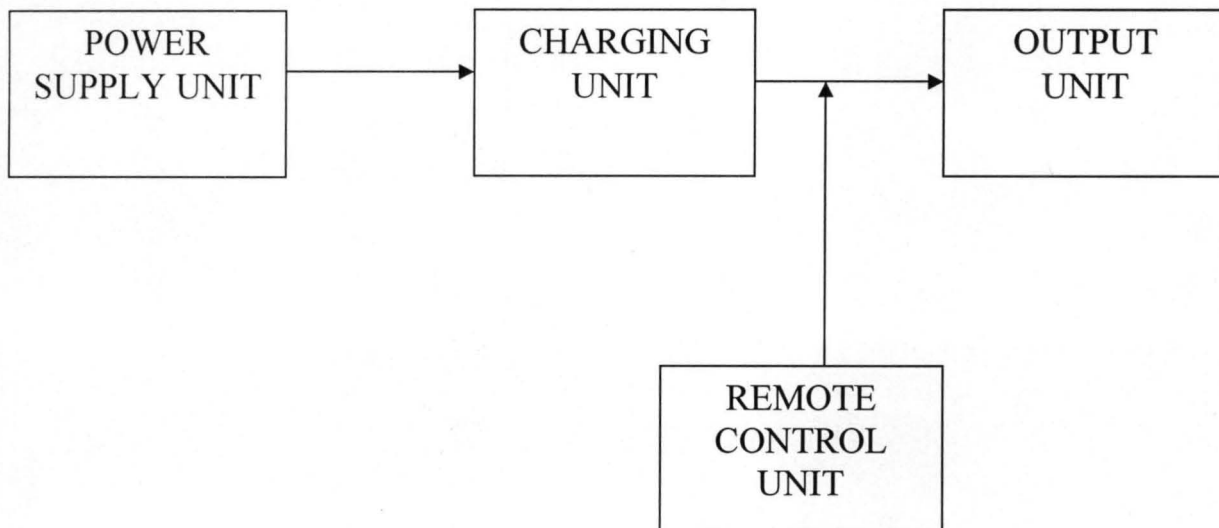 POWER
SUPPLY UNIT
CHARGING
UNIT
OUTPUT
UNIT
REMOTE
CONTROL
UNIT